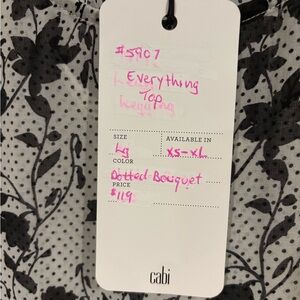 #5907
Everything
Top
SIZE
Lg
AVAILABLE IN
XS-XL
COLOR
Dotted Bouquet
PRICE
$119
cabi